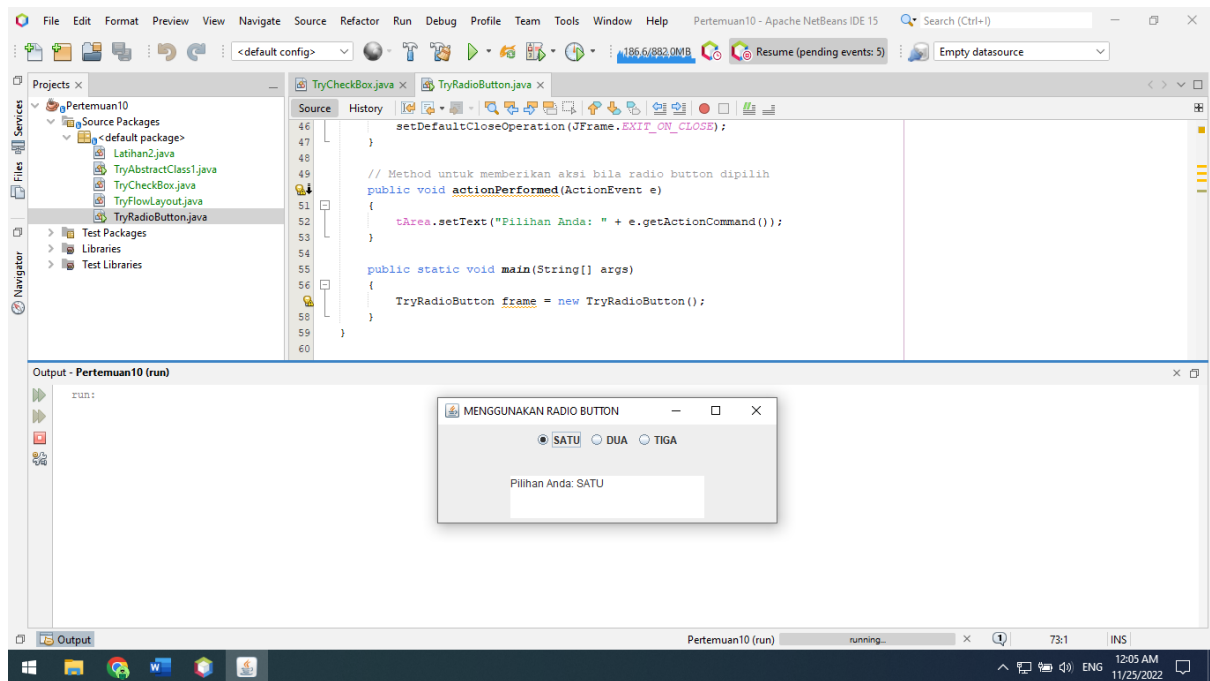 File Edit Format Preview View Navigate Source Refactor Run Debug Profile Team Tools Window Help Pertemuan10 - Apache NetBeans IDE 15 Search (Ctrl+I)
<default config> 186.6/882.0MB Resume (pending events: 5) Empty datasource
Projects
Services
Files
Navigator
Pertemuan10
Source Packages
<default package>
Latihan2.java
TryAbstractClass1.java
TryCheckBox.java
TryFlowLayout.java
TryRadioButton.java
Test Packages
Libraries
Test Libraries
TryCheckBox.java TryRadioButton.java
Source History
46 setDefaultCloseOperation(JFrame.EXIT_ON_CLOSE);
47 }
48
49 // Method untuk memberikan aksi bila radio button dipilih
public void actionPerformed(ActionEvent e)
51 {
52 tArea.setText("Pilihan Anda: " + e.getActionCommand());
53 }
54
55 public static void main(String[] args)
56 {
TryRadioButton frame = new TryRadioButton();
58 }
59 }
60
Output - Pertemuan10 (run)
run:
MENGGUNAKAN RADIO BUTTON
SATU DUA TIGA
Pilihan Anda: SATU
Output Pertemuan10 (run) running... 1 73:1 INS
ENG 12:05 AM
11/25/2022